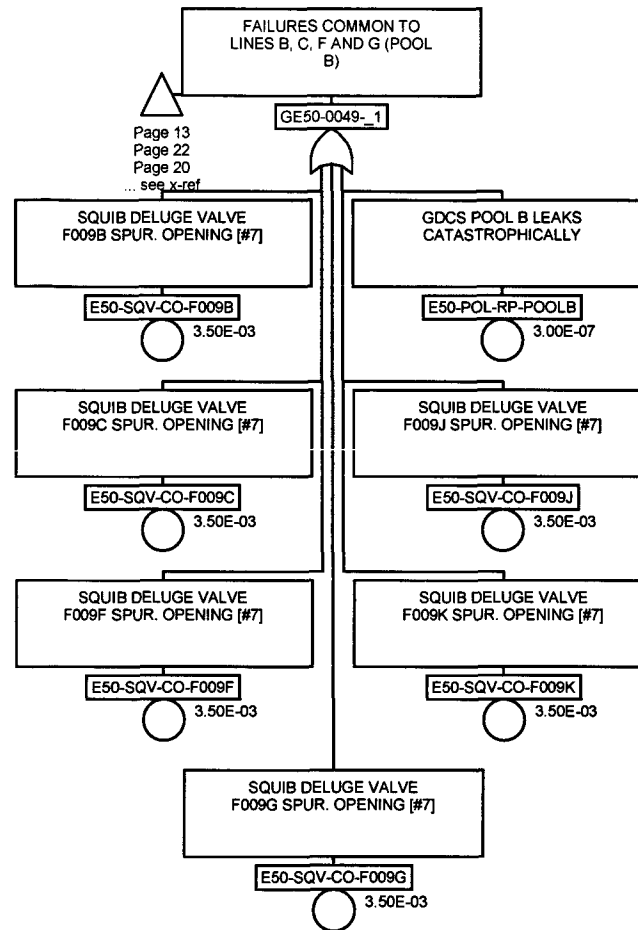 FAILURES COMMON TO
LINES B, C, F AND G (POOL
B)
GE50-0049-_1
Page 13
Page 22
Page 20
... see x-ref
SQUIB DELUGE VALVE
F009B SPUR. OPENING [#7]
E50-SQV-CO-F009B
3.50E-03
GDCS POOL B LEAKS
CATASTROPHICALLY
E50-POL-RP-POOLB
3.00E-07
SQUIB DELUGE VALVE
F009C SPUR. OPENING [#7]
E50-SQV-CO-F009C
3.50E-03
SQUIB DELUGE VALVE
F009J SPUR. OPENING [#7]
E50-SQV-CO-F009J
3.50E-03
SQUIB DELUGE VALVE
F009F SPUR. OPENING [#7]
E50-SQV-CO-F009F
3.50E-03
SQUIB DELUGE VALVE
F009K SPUR. OPENING [#7]
E50-SQV-CO-F009K
3.50E-03
SQUIB DELUGE VALVE
F009G SPUR. OPENING [#7]
E50-SQV-CO-F009G
3.50E-03